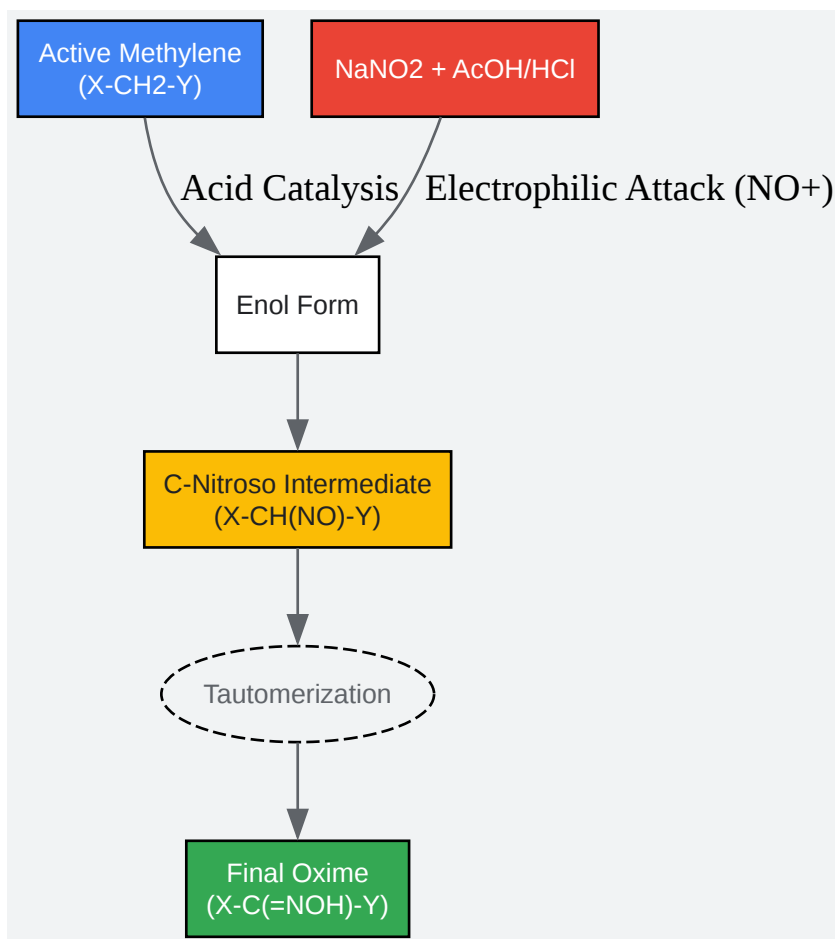 Active Methylene
(X-CH2-Y)
NaNO2 + AcOH/HCl
Acid Catalysis
Electrophilic Attack (NO+)
Enol Form
C-Nitroso Intermediate
(X-CH(NO)-Y)
Tautomerization
Final Oxime
(X-C(=NOH)-Y)